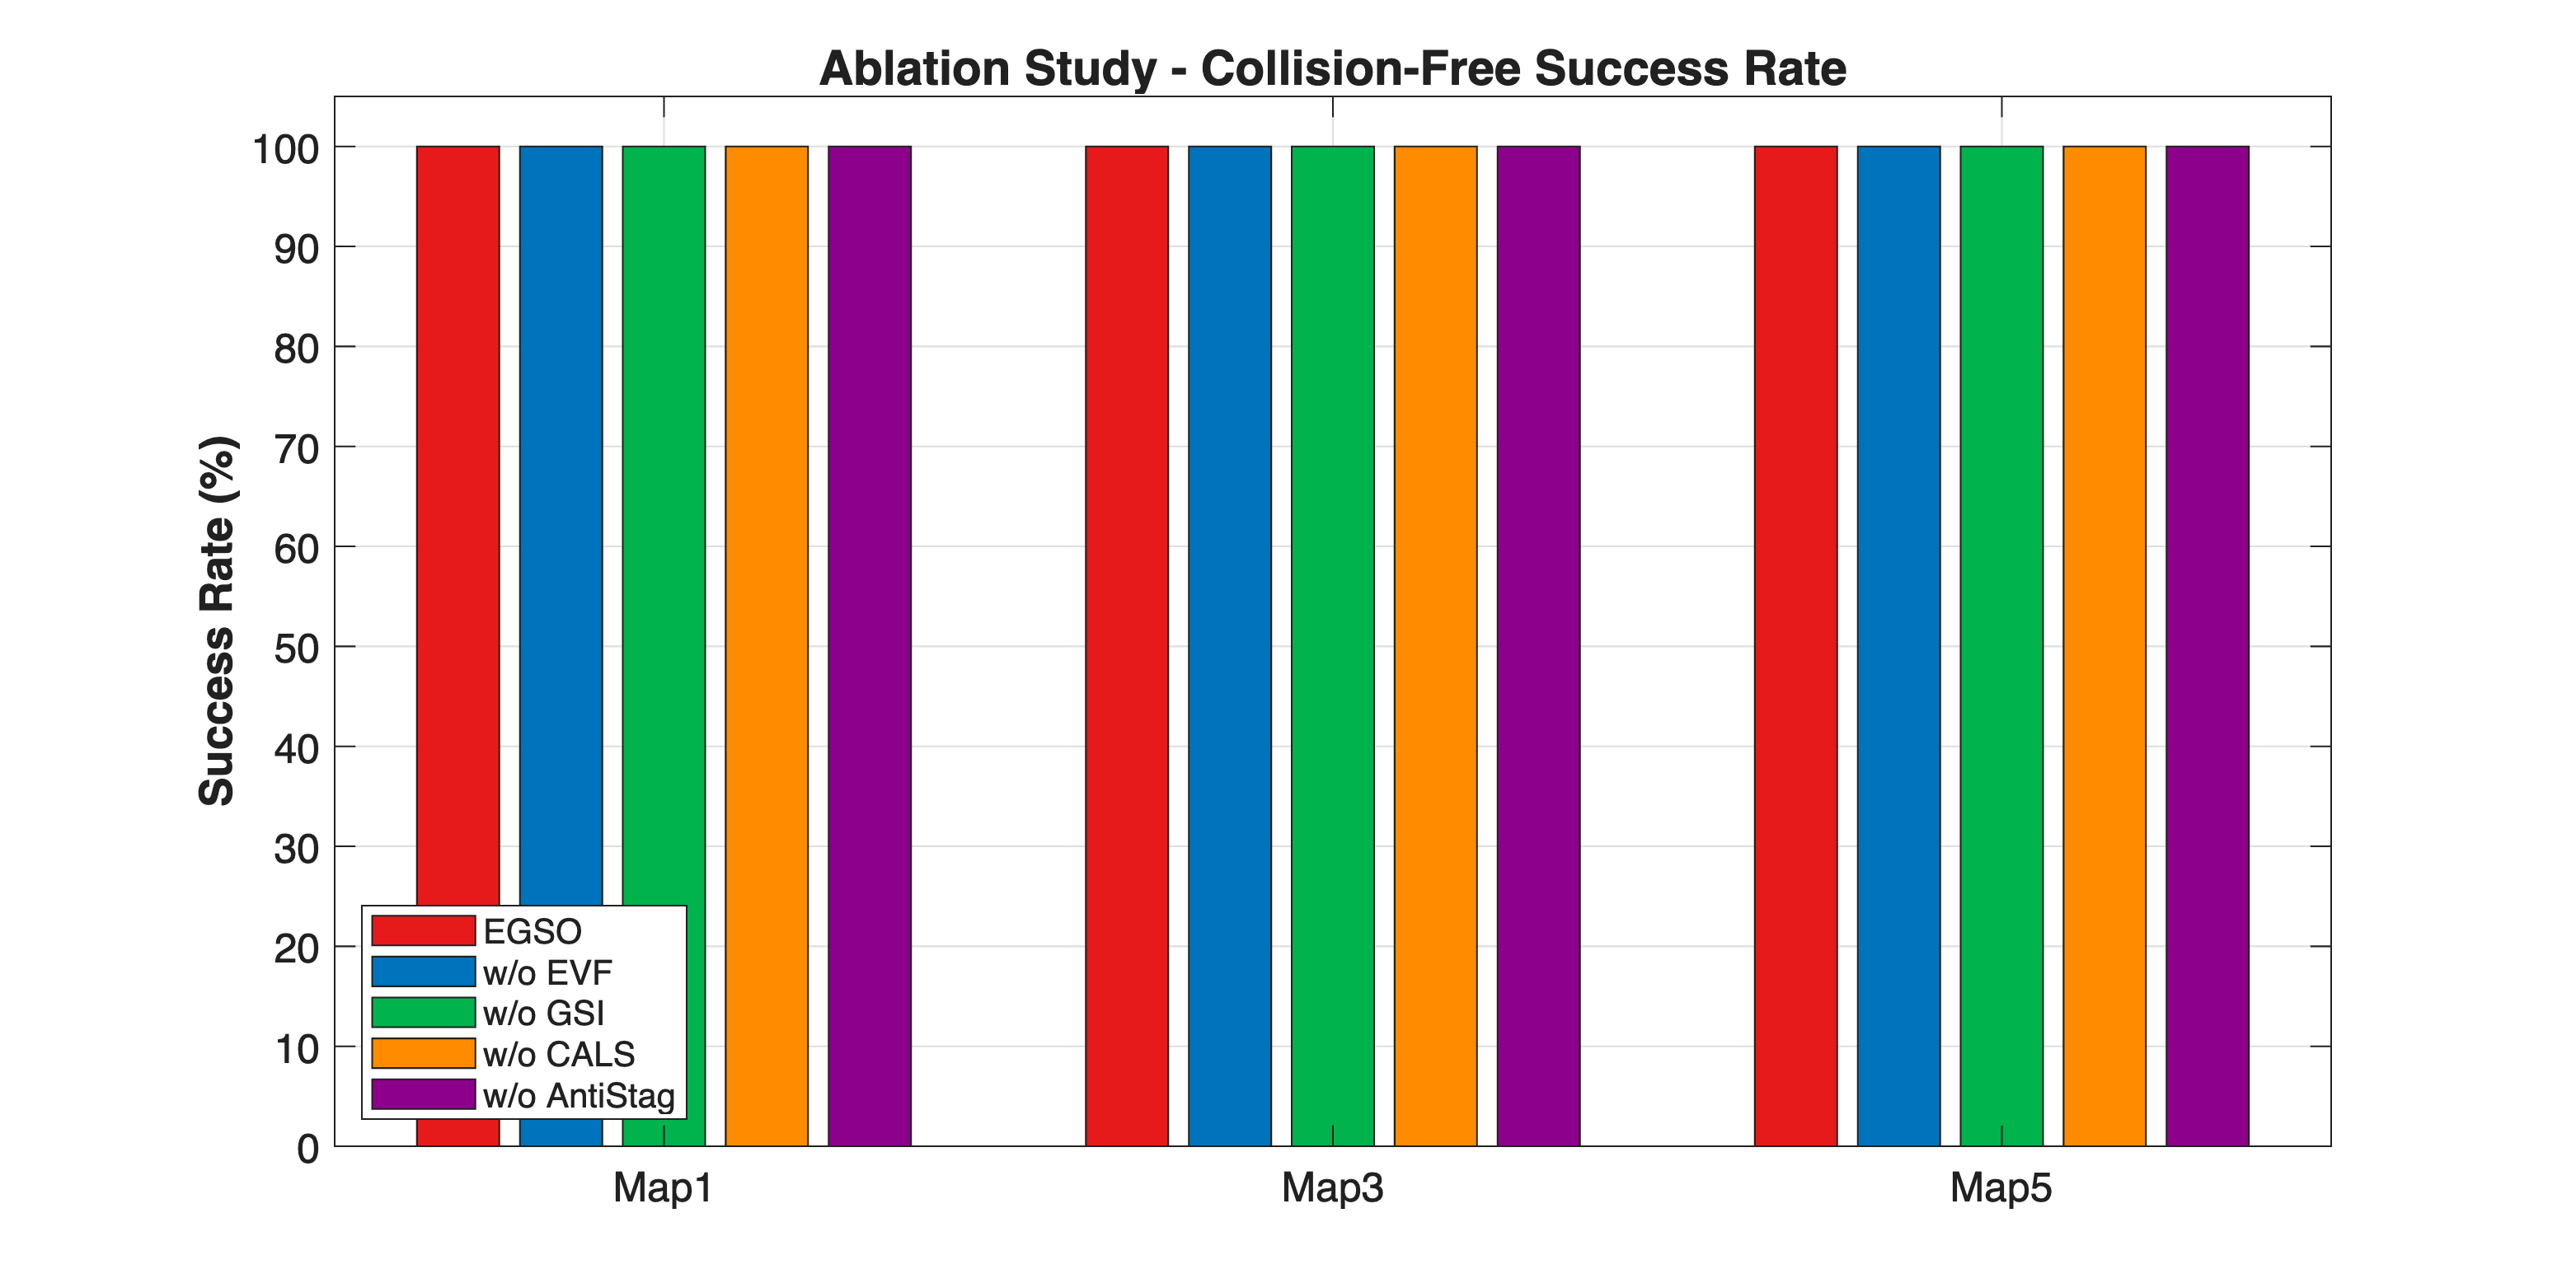 Ablation Study - Collision-Free Success Rate
Success Rate (%)
100
90
80
70
60
50
40
30
20
10
0
EGSO
w/o EVF
w/o GSI
w/o CALS
w/o AntiStag
Map1
Map3
Map5